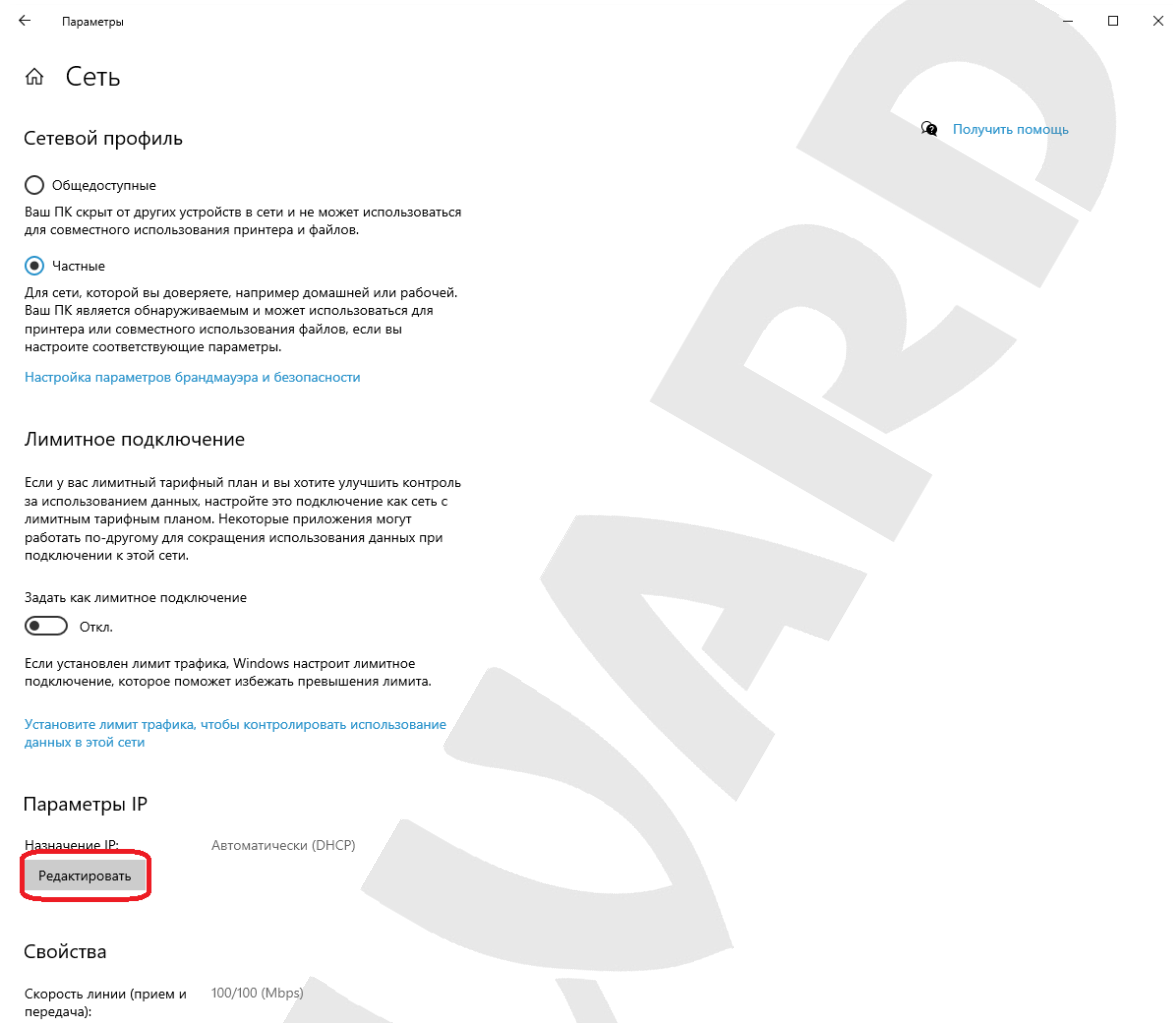 Параметры
Сеть
Сетевой профиль
Получить помощь
Общедоступные
Ваш ПК скрыт от других устройств в сети и не может использоваться
для совместного использования принтера и файлов.
Частные
Для сети, которой вы доверяете, например домашней или рабочей.
Ваш ПК является обнаруживаемым и может использоваться для
принтера или совместного использования файлов, если вы
настроите соответствующие параметры.
Настройка параметров брандмауэра и безопасности
Лимитное подключение
Если у вас лимитный тарифный план и вы хотите улучшить контроль
за использованием данных, настройте это подключение как сеть с
лимитным тарифным планом. Некоторые приложения могут
работать по-другому для сокращения использования данных при
подключении к этой сети.
Задать как лимитное подключение
Откл.
Если установлен лимит трафика, Windows настроит лимитное
подключение, которое поможет избежать превышения лимита.
Установите лимит трафика, чтобы контролировать использование
данных в этой сети
Параметры IP
Назначение IP: Автоматически (DHCP)
Редактировать
Свойства
Скорость линии (прием и 100/100 (Mbps)
передача):